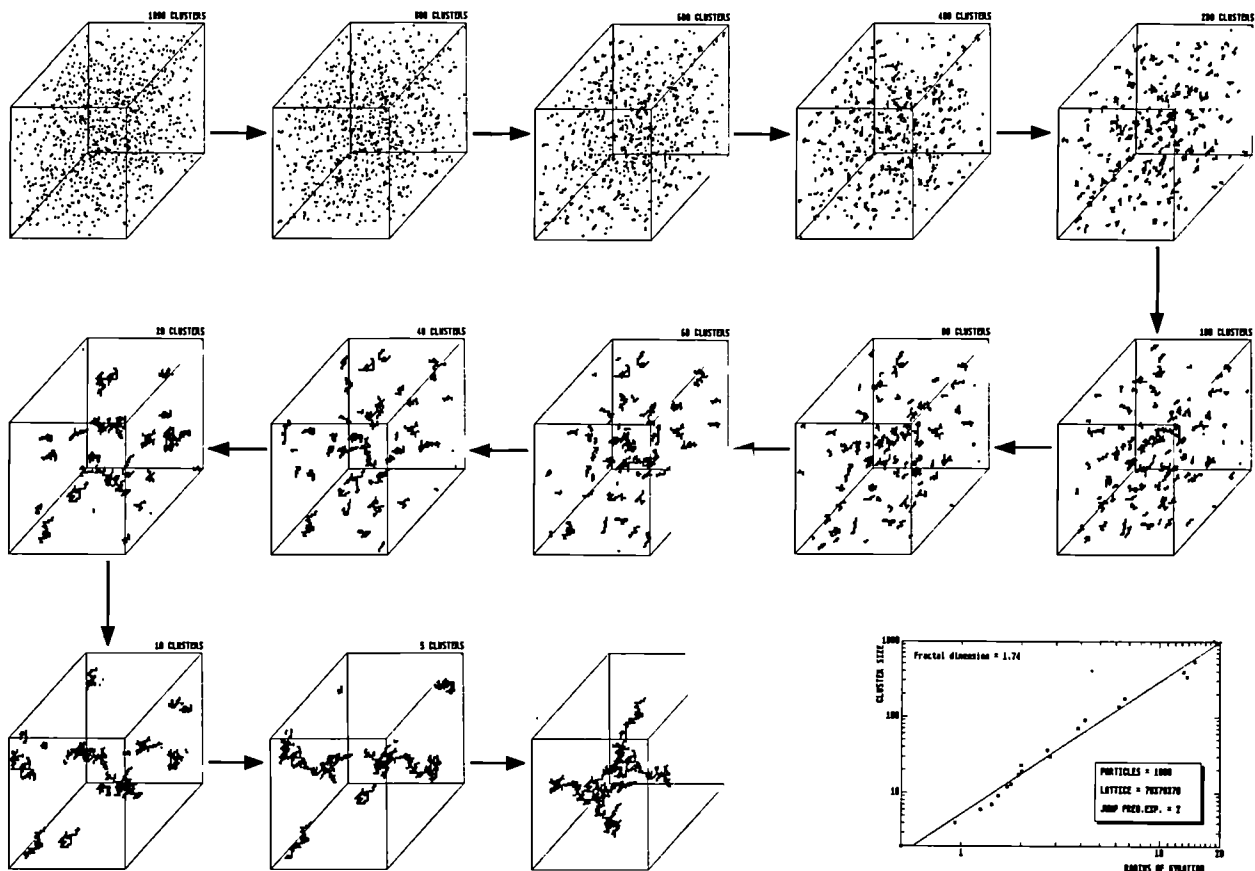 1000 CLUSTERS
800 CLUSTERS
600 CLUSTERS
400 CLUSTERS
200 CLUSTERS
20 CLUSTERS
40 CLUSTERS
60 CLUSTERS
80 CLUSTERS
100 CLUSTERS
10 CLUSTERS
5 CLUSTERS
Fractal dimension = 1.74
CLUSTER SIZE
1000
100
10
PARTICLES = 1000
LATTICE = 70X70X70
JUMP FREQ.EXP. =
1
10
20
RADIUS OF GYRATION